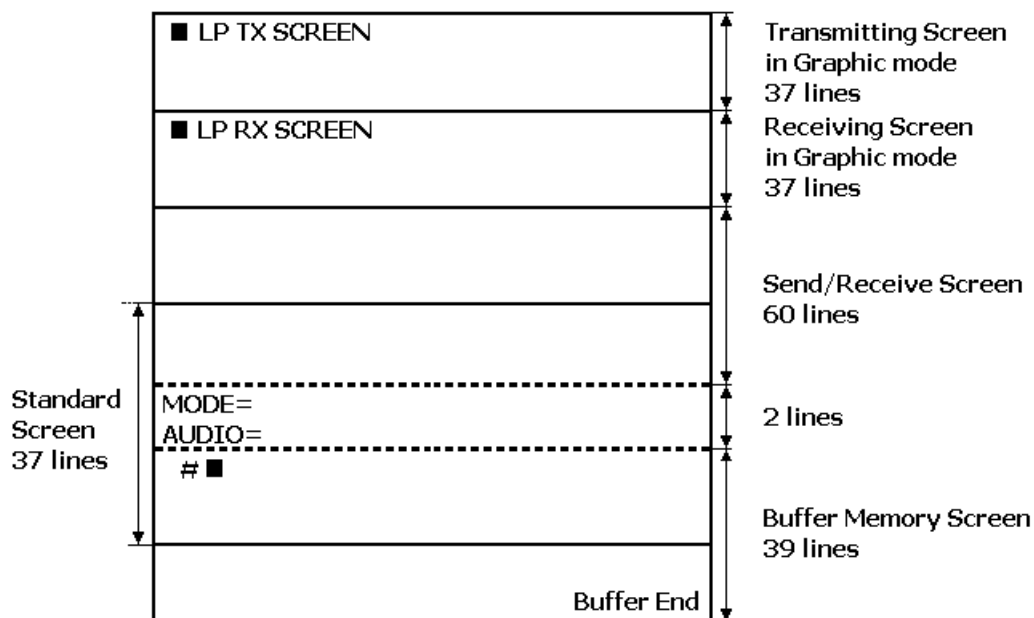 ■ LP TX SCREEN
Transmitting Screen
in Graphic mode
37 lines
■ LP RX SCREEN
Receiving Screen
in Graphic mode
37 lines
Send/Receive Screen
60 lines
Standard
Screen
37 lines
MODE=
AUDIO=
2 lines
# ■
Buffer Memory Screen
39 lines
Buffer End